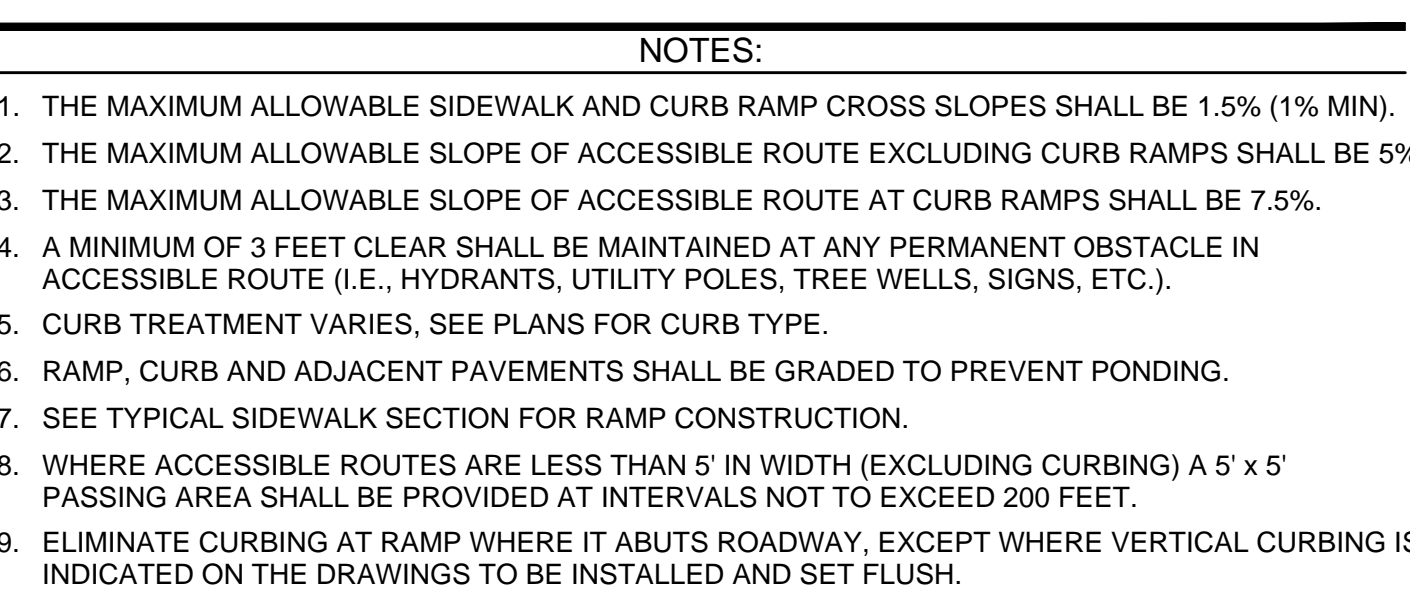 NOTES:
1. THE MAXIMUM ALLOWABLE SIDEWALK AND CURB RAMP CROSS SLOPES SHALL BE 1.5% (1% MIN).
2. THE MAXIMUM ALLOWABLE SLOPE OF ACCESSIBLE ROUTE EXCLUDING CURB RAMPS SHALL BE 5%
3. THE MAXIMUM ALLOWABLE SLOPE OF ACCESSIBLE ROUTE AT CURB RAMPS SHALL BE 7.5%.
4. A MINIMUM OF 3 FEET CLEAR SHALL BE MAINTAINED AT ANY PERMANENT OBSTACLE IN
ACCESSIBLE ROUTE (I.E., HYDRANTS, UTILITY POLES, TREE WELLS, SIGNS, ETC.).
5. CURB TREATMENT VARIES, SEE PLANS FOR CURB TYPE.
6. RAMP, CURB AND ADJACENT PAVEMENTS SHALL BE GRADED TO PREVENT PONDING.
7. SEE TYPICAL SIDEWALK SECTION FOR RAMP CONSTRUCTION.
8. WHERE ACCESSIBLE ROUTES ARE LESS THAN 5' IN WIDTH (EXCLUDING CURBING) A 5' x 5'
PASSING AREA SHALL BE PROVIDED AT INTERVALS NOT TO EXCEED 200 FEET.
9. ELIMINATE CURBING AT RAMP WHERE IT ABUTS ROADWAY, EXCEPT WHERE VERTICAL CURBING IS
INDICATED ON THE DRAWINGS TO BE INSTALLED AND SET FLUSH.